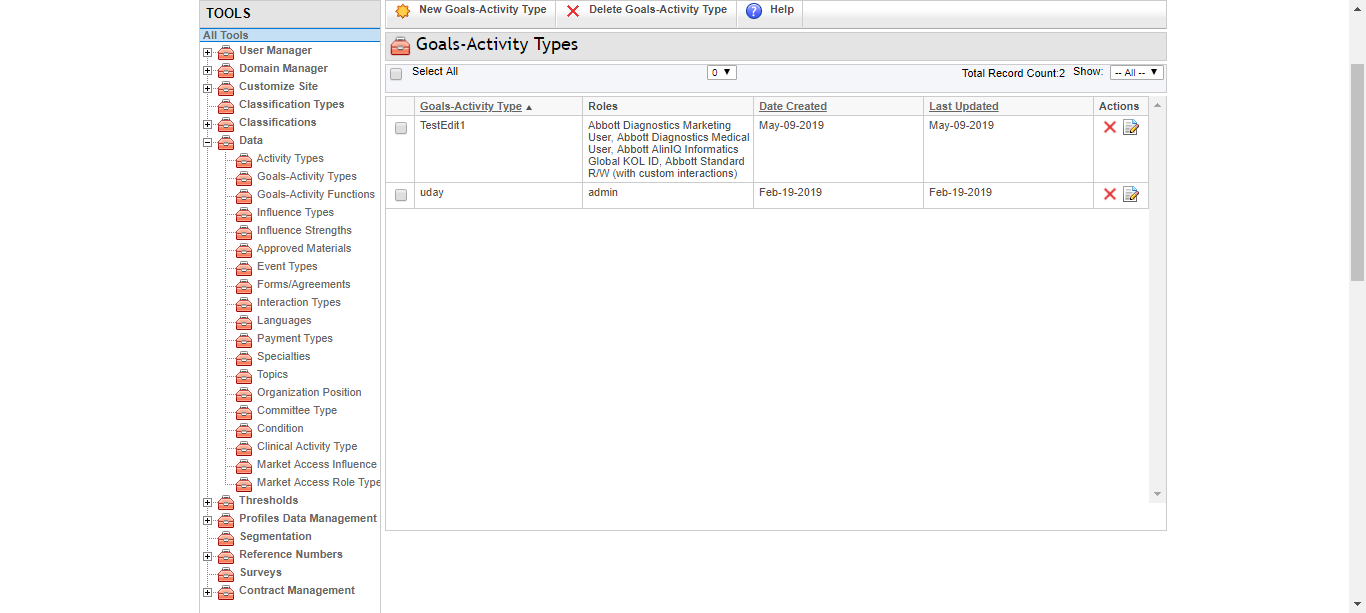 TOOLS
All Tools
User Manager
Domain Manager
Customize Site
Classification Types
Classifications
Data
Activity Types
Goals-Activity Types
Goals-Activity Functions
Influence Types
Influence Strengths
Approved Materials
Event Types
Forms/Agreements
Interaction Types
Languages
Payment Types
Specialties
Topics
Organization Position
Committee Type
Condition
Clinical Activity Type
Market Access Influence
Market Access Role Type
Thresholds
Profiles Data Management
Segmentation
Reference Numbers
Surveys
Contract Management
New Goals-Activity Type Delete Goals-Activity Type ? Help
Goals-Activity Types
Select All 0 Total Record Count:2 Show: -- All --
Goals-Activity Type Roles Date Created Last Updated Actions
TestEdit1 Abbott Diagnostics Marketing May-09-2019 May-09-2019
User, Abbott Diagnostics Medical
User, Abbott AlinIQ Informatics
Global KOL ID, Abbott Standard
R/W (with custom interactions)
uday admin Feb-19-2019 Feb-19-2019